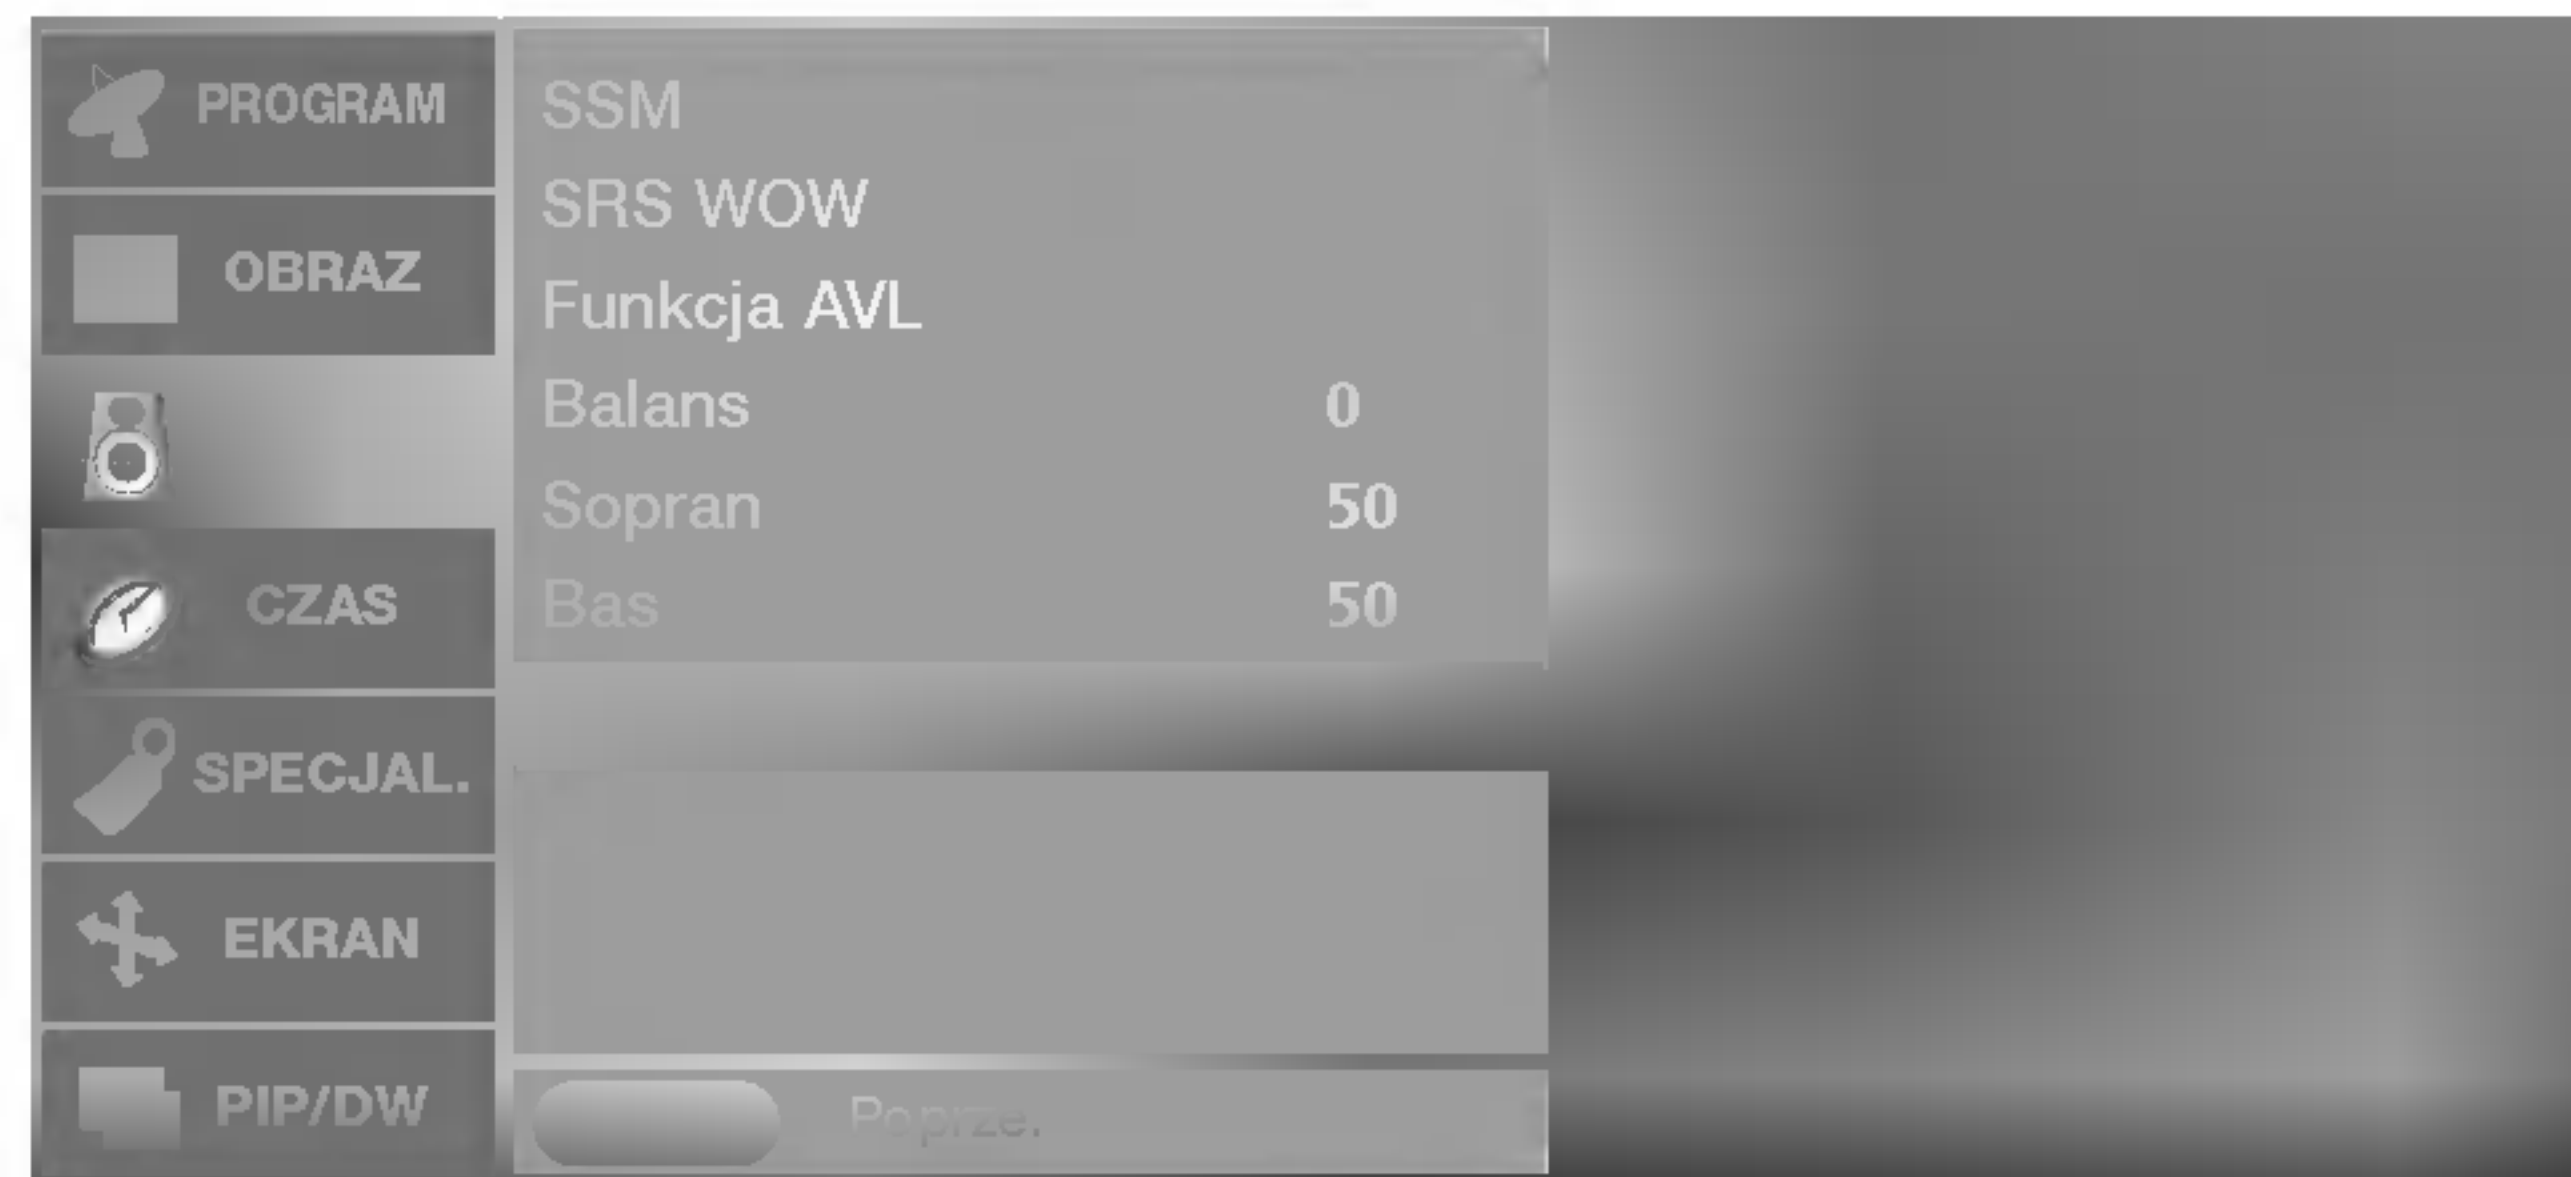 PROGRAM
OBRAZ
CZAS
SPECJAL.
EKRAN
PIP/DW
SSM
SRS WOW
Funkcja AVL
Balans 0
Sopran 50
Bas 50
Poprze.